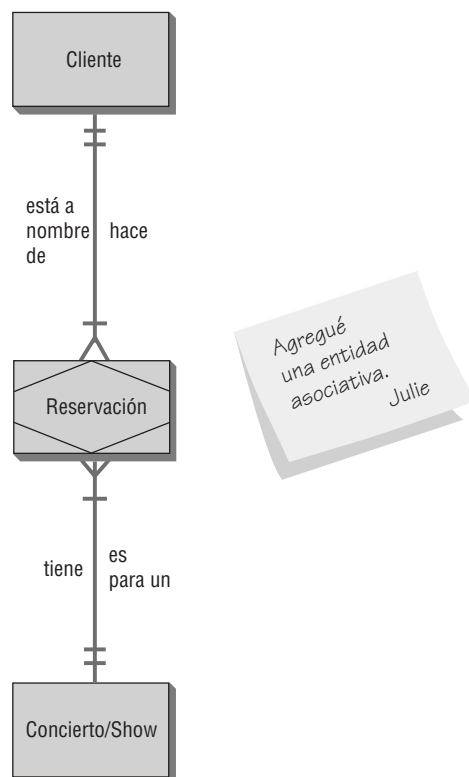 Cliente
está a
nombre
de
hace
Reservación
Agregué
una entidad
asociativa.
Julie
tiene
es
para un
Concierto/Show